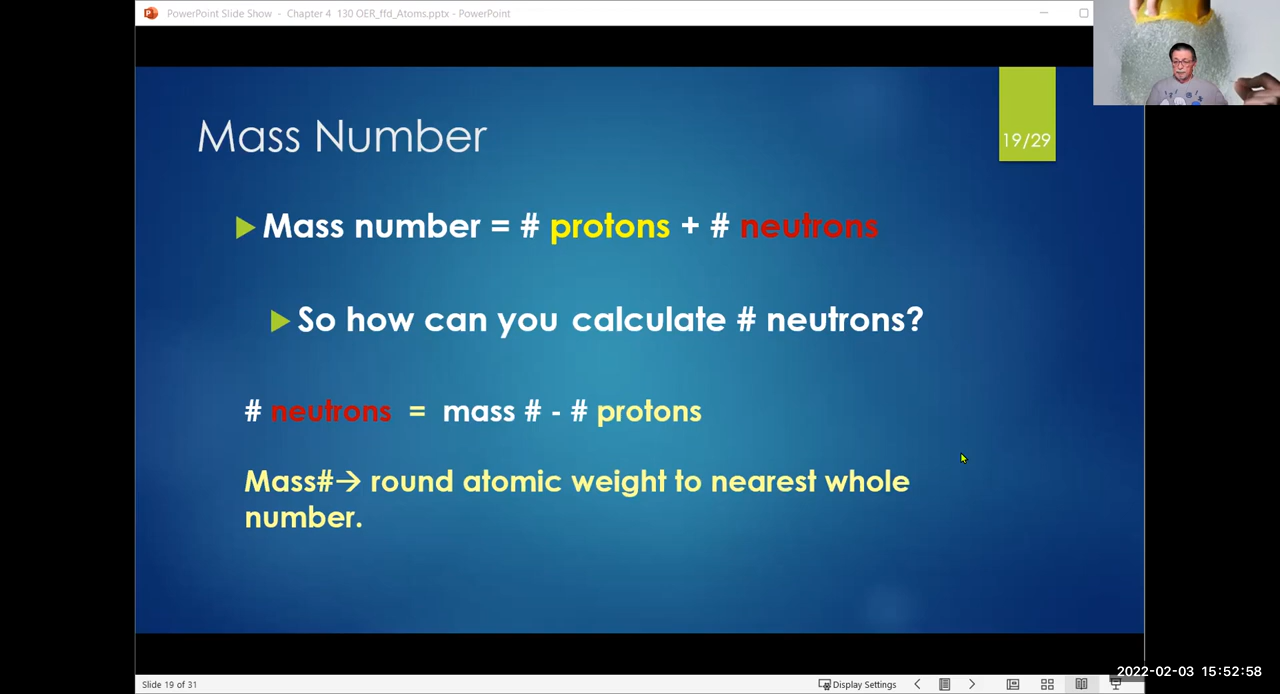 PowerPoint Slide Show - Chapter 4 130 OER_ffd_Atoms.pptx - PowerPoint
Mass Number
19/29
Mass number = # protons + # neutrons
So how can you calculate # neutrons?
# neutrons = mass # - # protons
Mass#→ round atomic weight to nearest whole
number.
2022-02-03 15:52:58
Slide 19 of 31
Display Settings